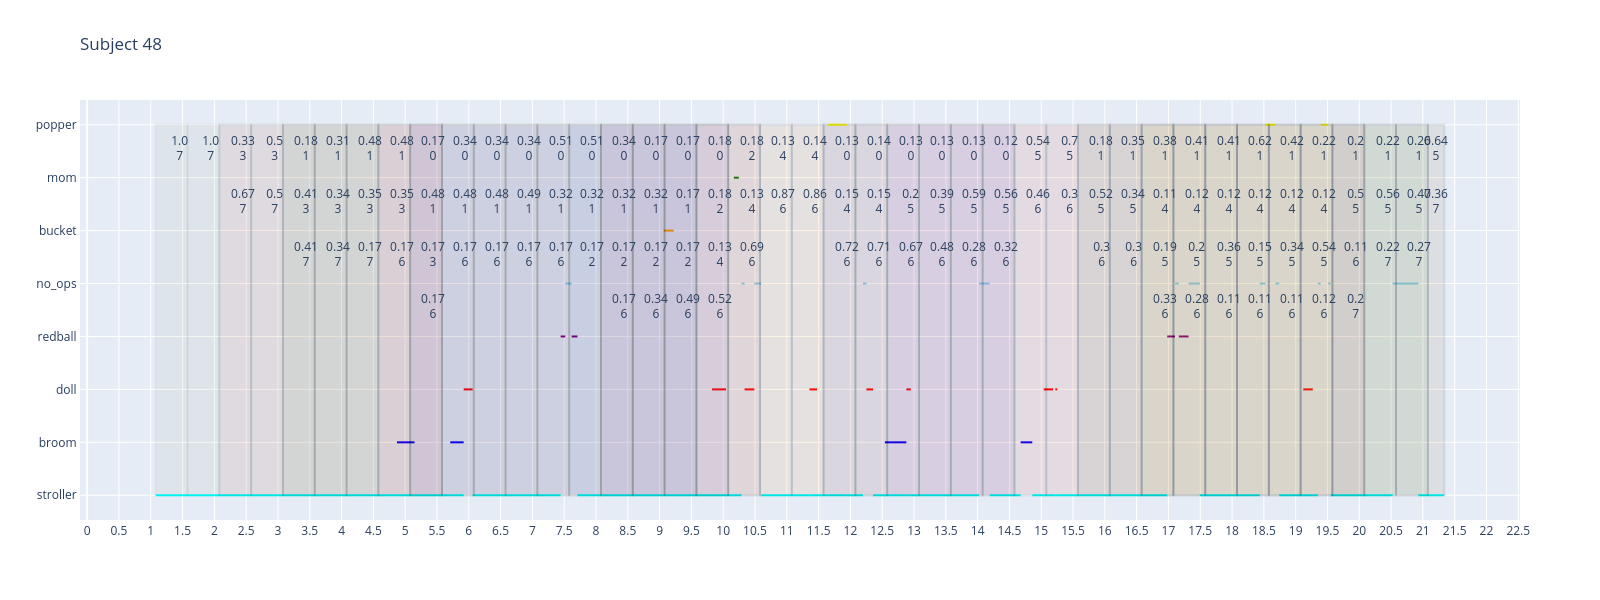 Subject 48
popper
1.0 1.0 0.33 0.5 0.18 0.31 0.48 0.48 0.17 0.34 0.34 0.34 0.51 0.51 0.34 0.17 0.17 0.18 0.18 0.13 0.14 0.13 0.14 0.13 0.13 0.13 0.12 0.54 0.7 0.18 0.35 0.38 0.41 0.41 0.62 0.42 0.22 0.2 0.22 0.26 0.64
7 7 3 3 1 1 1 1 0 0 0 0 0 0 0 0 0 0 2 4 4 0 0 0 0 0 0 5 5 1 1 1 1 1 1 1 1 1 1 1 5
mom
0.67 0.5 0.41 0.34 0.35 0.35 0.48 0.48 0.48 0.49 0.32 0.32 0.32 0.32 0.17 0.18 0.13 0.87 0.86 0.15 0.15 0.2 0.39 0.59 0.56 0.46 0.3 0.52 0.34 0.11 0.12 0.12 0.12 0.12 0.12 0.5 0.56 0.47 0.36
7 7 3 3 3 3 1 1 1 1 1 1 1 1 1 2 4 6 6 4 4 5 5 5 5 6 6 5 5 4 4 4 4 4 4 5 5 5 7
bucket
0.41 0.34 0.17 0.17 0.17 0.17 0.17 0.17 0.17 0.17 0.17 0.17 0.17 0.13 0.69 0.72 0.71 0.67 0.48 0.28 0.32 0.3 0.3 0.19 0.2 0.36 0.15 0.34 0.54 0.11 0.22 0.27
7 7 7 6 3 6 6 6 6 2 2 2 2 4 6 6 6 6 6 6 6 6 6 5 5 5 5 5 5 6 7 7
no_ops
0.17 0.17 0.34 0.49 0.52 0.33 0.28 0.11 0.11 0.11 0.12 0.2
6 6 6 6 6 6 6 6 6 6 6 7
redball
doll
broom
stroller
0 0.5 1 1.5 2 2.5 3 3.5 4 4.5 5 5.5 6 6.5 7 7.5 8 8.5 9 9.5 10 10.5 11 11.5 12 12.5 13 13.5 14 14.5 15 15.5 16 16.5 17 17.5 18 18.5 19 19.5 20 20.5 21 21.5 22 22.5